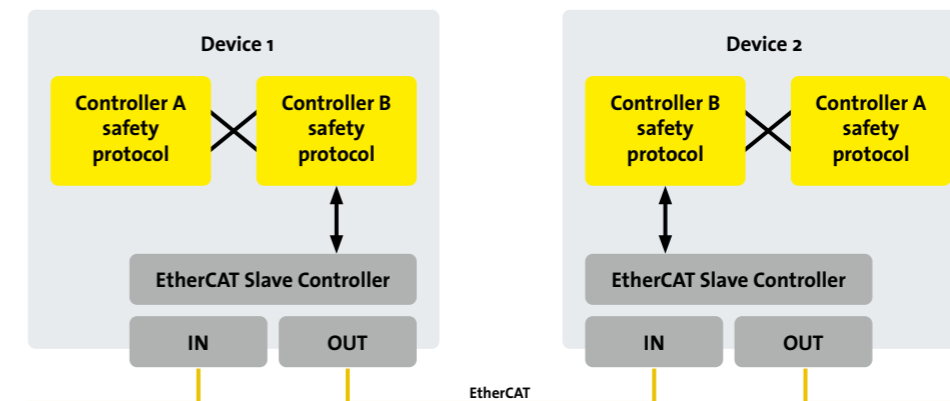 Device 1
Controller A
safety
protocol
Controller B
safety
protocol
EtherCAT Slave Controller
IN
OUT
Device 2
Controller B
safety
protocol
Controller A
safety
protocol
EtherCAT Slave Controller
IN
OUT
EtherCAT